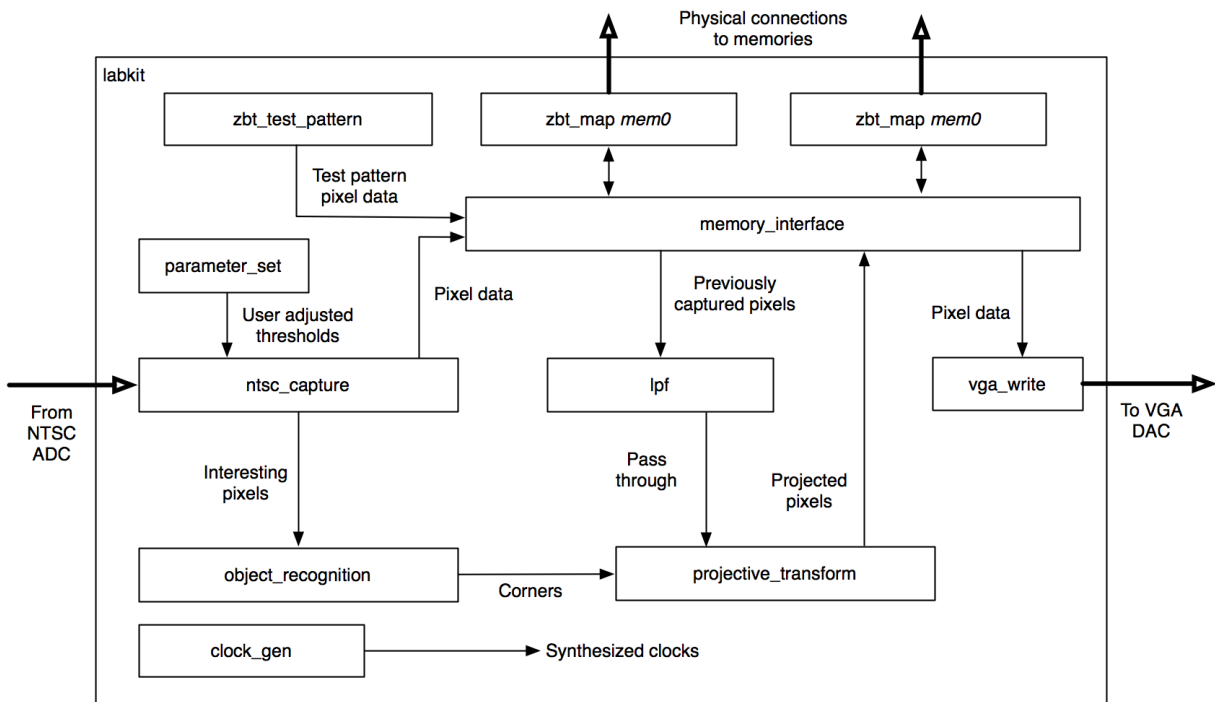 Physical connections
to memories
labkit
zbt_test_pattern
zbt_map mem0
zbt_map mem0
Test pattern
pixel data
memory_interface
parameter_set
Pixel data
Previously
captured pixels
Pixel data
User adjusted
thresholds
ntsc_capture
lpf
vga_write
From
NTSC
ADC
To VGA
DAC
Interesting
pixels
Pass
through
Projected
pixels
object_recognition
Corners
projective_transform
clock_gen
Synthesized clocks